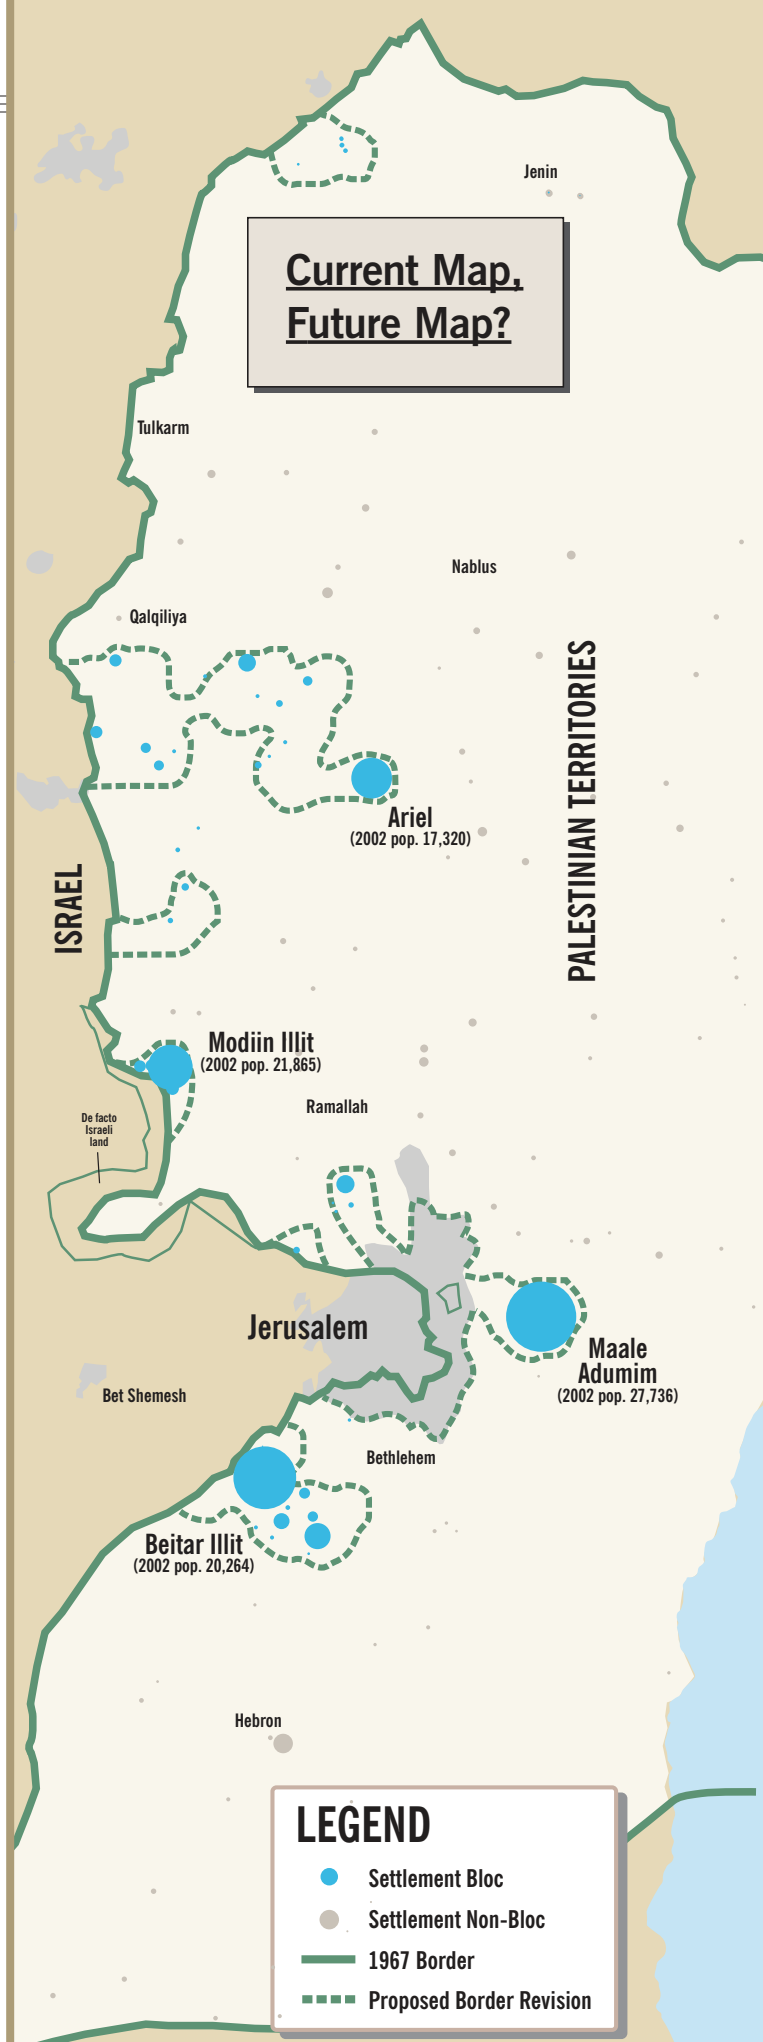 Jenin
Current Map,
Future Map?
Tulkarm
Nablus
Qalqiliya
PALESTINIAN TERRITORIES
Ariel
(2002 pop. 17,320)
ISRAEL
Modiin Illit
(2002 pop. 21,865)
De facto
Israeli
land
Ramallah
Jerusalem
Maale
Adumim
(2002 pop. 27,736)
Bet Shemesh
Bethlehem
Beitar Illit
(2002 pop. 20,264)
Hebron
LEGEND
Settlement Bloc
Settlement Non-Bloc
1967 Border
Proposed Border Revision